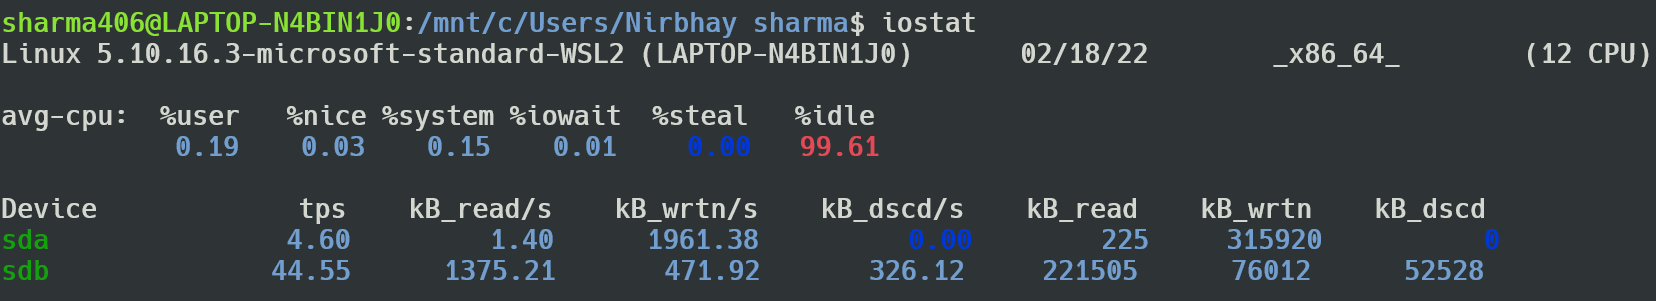 sharma406@LAPTOP-N4BIN1J0:/mnt/c/Users/Nirbhay sharma$ iostat
Linux 5.10.16.3-microsoft-standard-WSL2 (LAPTOP-N4BIN1J0) 02/18/22 _x86_64_ (12 CPU)
avg-cpu: %user %nice %system %iowait %steal %idle
0.19 0.03 0.15 0.01 0.00 99.61
Device tps kB_read/s kB_wrtn/s kB_dscd/s kB_read kB_wrtn kB_dscd
sda 4.60 1.40 1961.38 0.00 225 315920 0
sdb 44.55 1375.21 471.92 326.12 221505 76012 52528